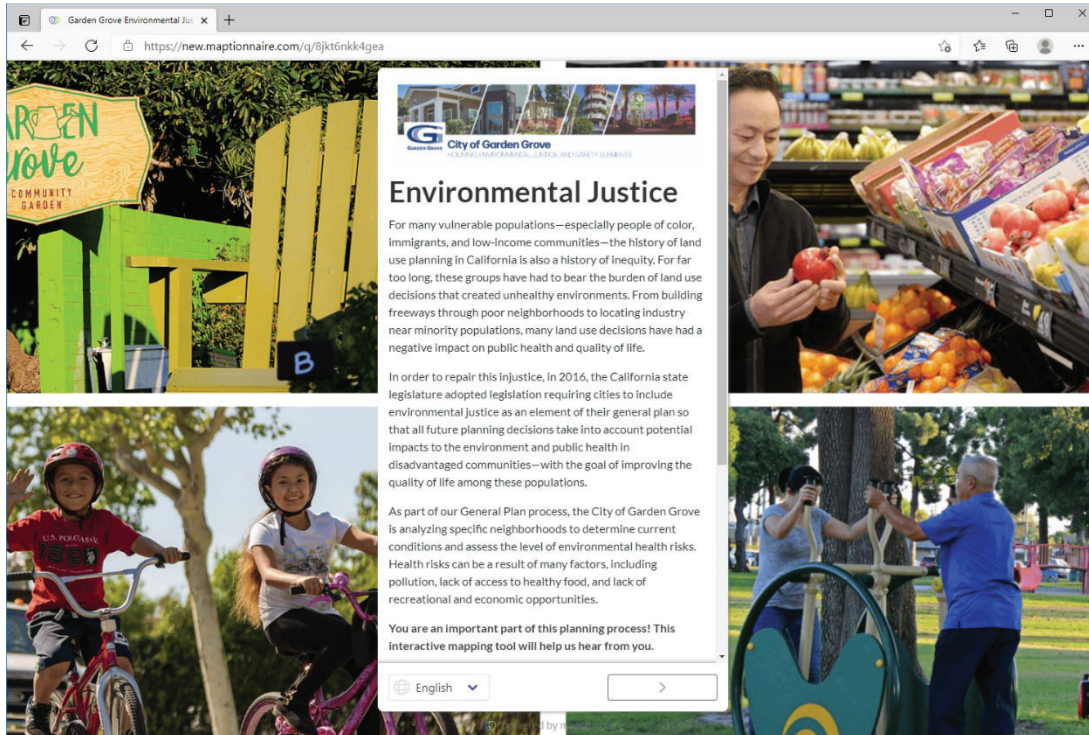 Garden Grove Environmental Jus
https://new.maptionnaire.com/q/8jkt6nkk4gea
GARDEN GROVE
City of Garden Grove
HOUSING, ENVIRONMENTAL JUSTICE, AND SAFETY ELEMENTS
Environmental Justice
For many vulnerable populations—especially people of color,
immigrants, and low-income communities—the history of land
use planning in California is also a history of inequity. For far
too long, these groups have had to bear the burden of land use
decisions that created unhealthy environments. From building
freeways through poor neighborhoods to locating industry
near minority populations, many land use decisions have had a
negative impact on public health and quality of life.
In order to repair this injustice, in 2016, the California state
legislature adopted legislation requiring cities to include
environmental justice as an element of their general plan so
that all future planning decisions take into account potential
impacts to the environment and public health in
disadvantaged communities—with the goal of improving the
quality of life among these populations.
As part of our General Plan process, the City of Garden Grove
is analyzing specific neighborhoods to determine current
conditions and assess the level of environmental health risks.
Health risks can be a result of many factors, including
pollution, lack of access to healthy food, and lack of
recreational and economic opportunities.
You are an important part of this planning process! This
interactive mapping tool will help us hear from you.
English
ARDEN
rove
COMMUNITY
GARDEN
B
U.S. POLO ASSN.
1890